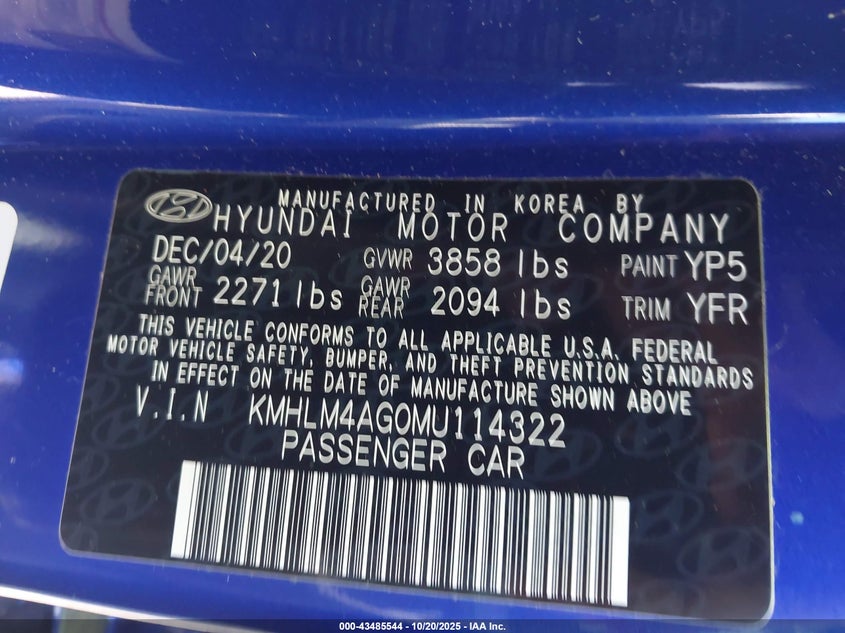 MANUFACTURED IN KOREA BY
HYUNDAI MOTOR COMPANY
DEC/04/20 GVWR 3858 lbs PAINT YP5
GAWR FRONT 2271 lbs GAWR REAR 2094 lbs TRIM YFR
THIS VEHICLE CONFORMS TO ALL APPLICABLE U.S.A. FEDERAL
MOTOR VEHICLE SAFETY, BUMPER, AND THEFT PREVENTION STANDARDS
IN EFFECT ON THE DATE OF MANUFACTURE SHOWN ABOVE
V.I.N KMHLM4AG0MU114322
PASSENGER CAR
000-43485544 - 10/20/2025 - IAA Inc.